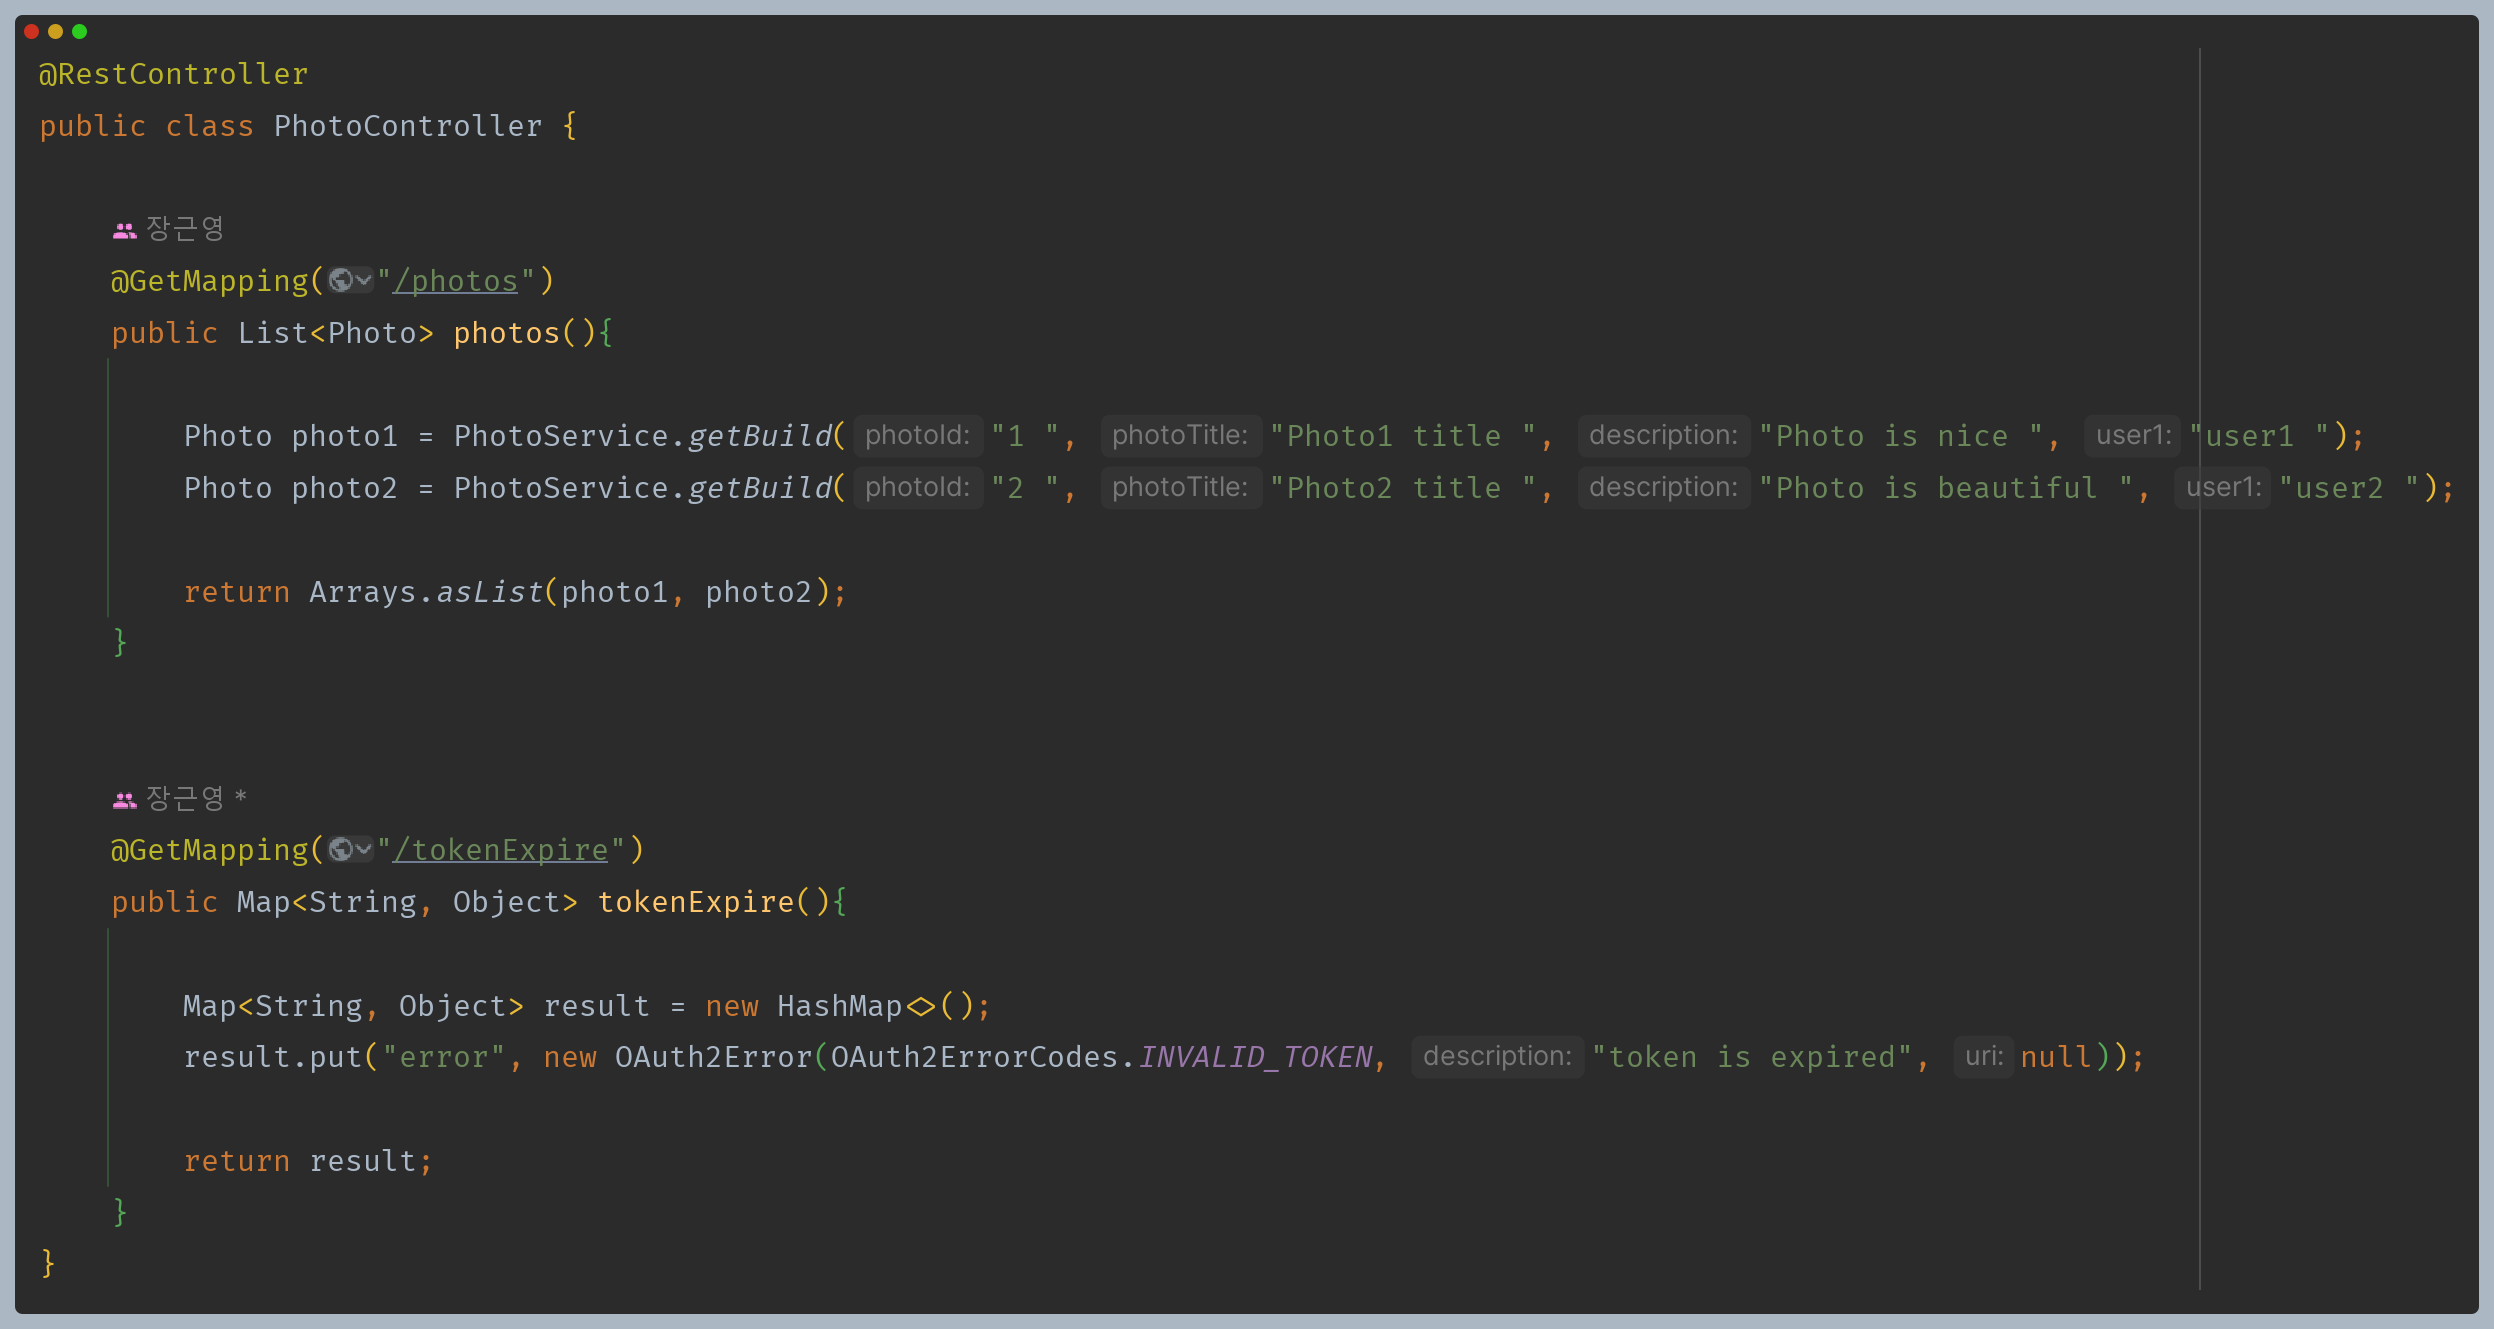 @RestController
public class PhotoController {
장근영
@GetMapping("/photos")
public List<Photo> photos(){
Photo photo1 = PhotoService.getBuild( photoId: "1 ", photoTitle: "Photo1 title ", description: "Photo is nice ", user1: "user1 ");
Photo photo2 = PhotoService.getBuild( photoId: "2 ", photoTitle: "Photo2 title ", description: "Photo is beautiful ", user1: "user2 ");
return Arrays.asList(photo1, photo2);
}
장근영 *
@GetMapping("/tokenExpire")
public Map<String, Object> tokenExpire(){
Map<String, Object> result = new HashMap<>();
result.put("error", new OAuth2Error(OAuth2ErrorCodes.INVALID_TOKEN, description: "token is expired", uri: null));
return result;
}
}